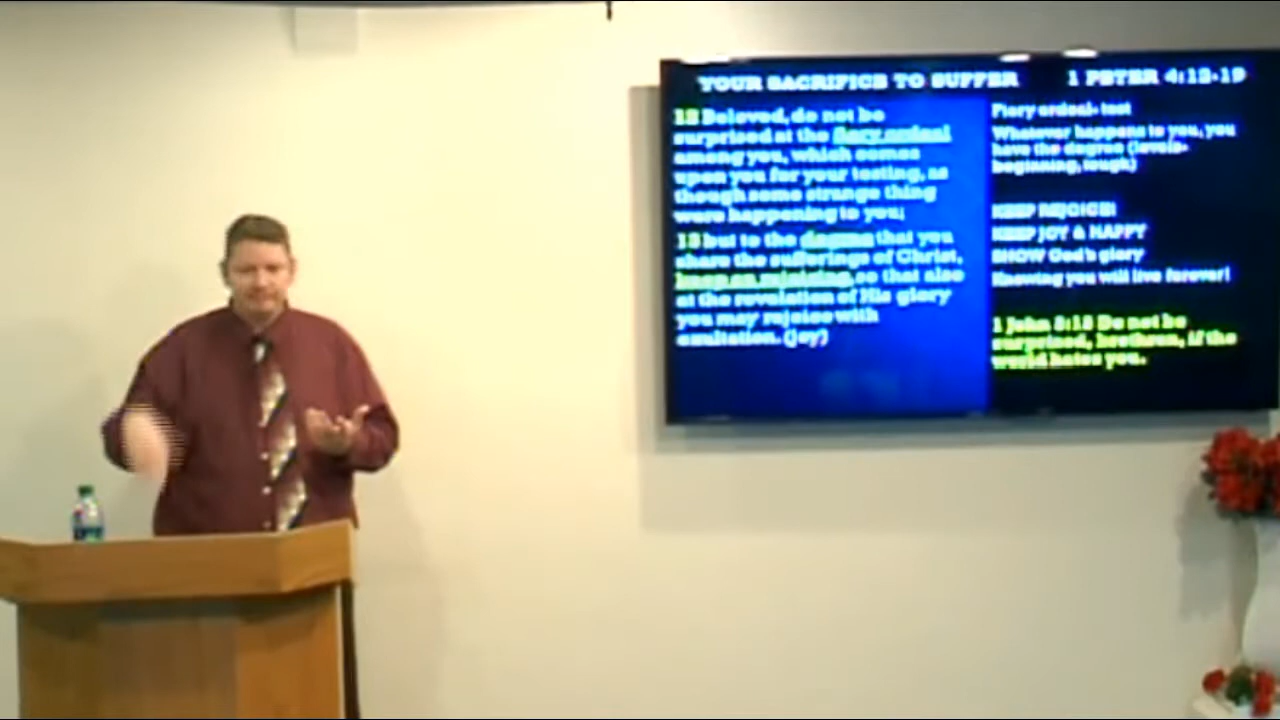 YOUR SACRIFICE TO SUFFER 1 PETER 4:12-19
12 Beloved, do not be
surprised at the fiery ordeal
among you, which comes
upon you for your testing, as
though some strange thing
were happening to you;
13 but to the degree that you
share the sufferings of Christ,
keep on rejoicing, so that also
at the revelation of His glory
you may rejoice with
exultation. (joy)
Fiery ordeal- test
Whatever happens to you, you
have the degree (levels-
beginning, tough)
KEEP REJOICE!
KEEP JOY & HAPPY
SHOW God's glory
Knowing you will live forever!
1 John 3:13 Do not be
surprised, brethren, if the
world hates you.